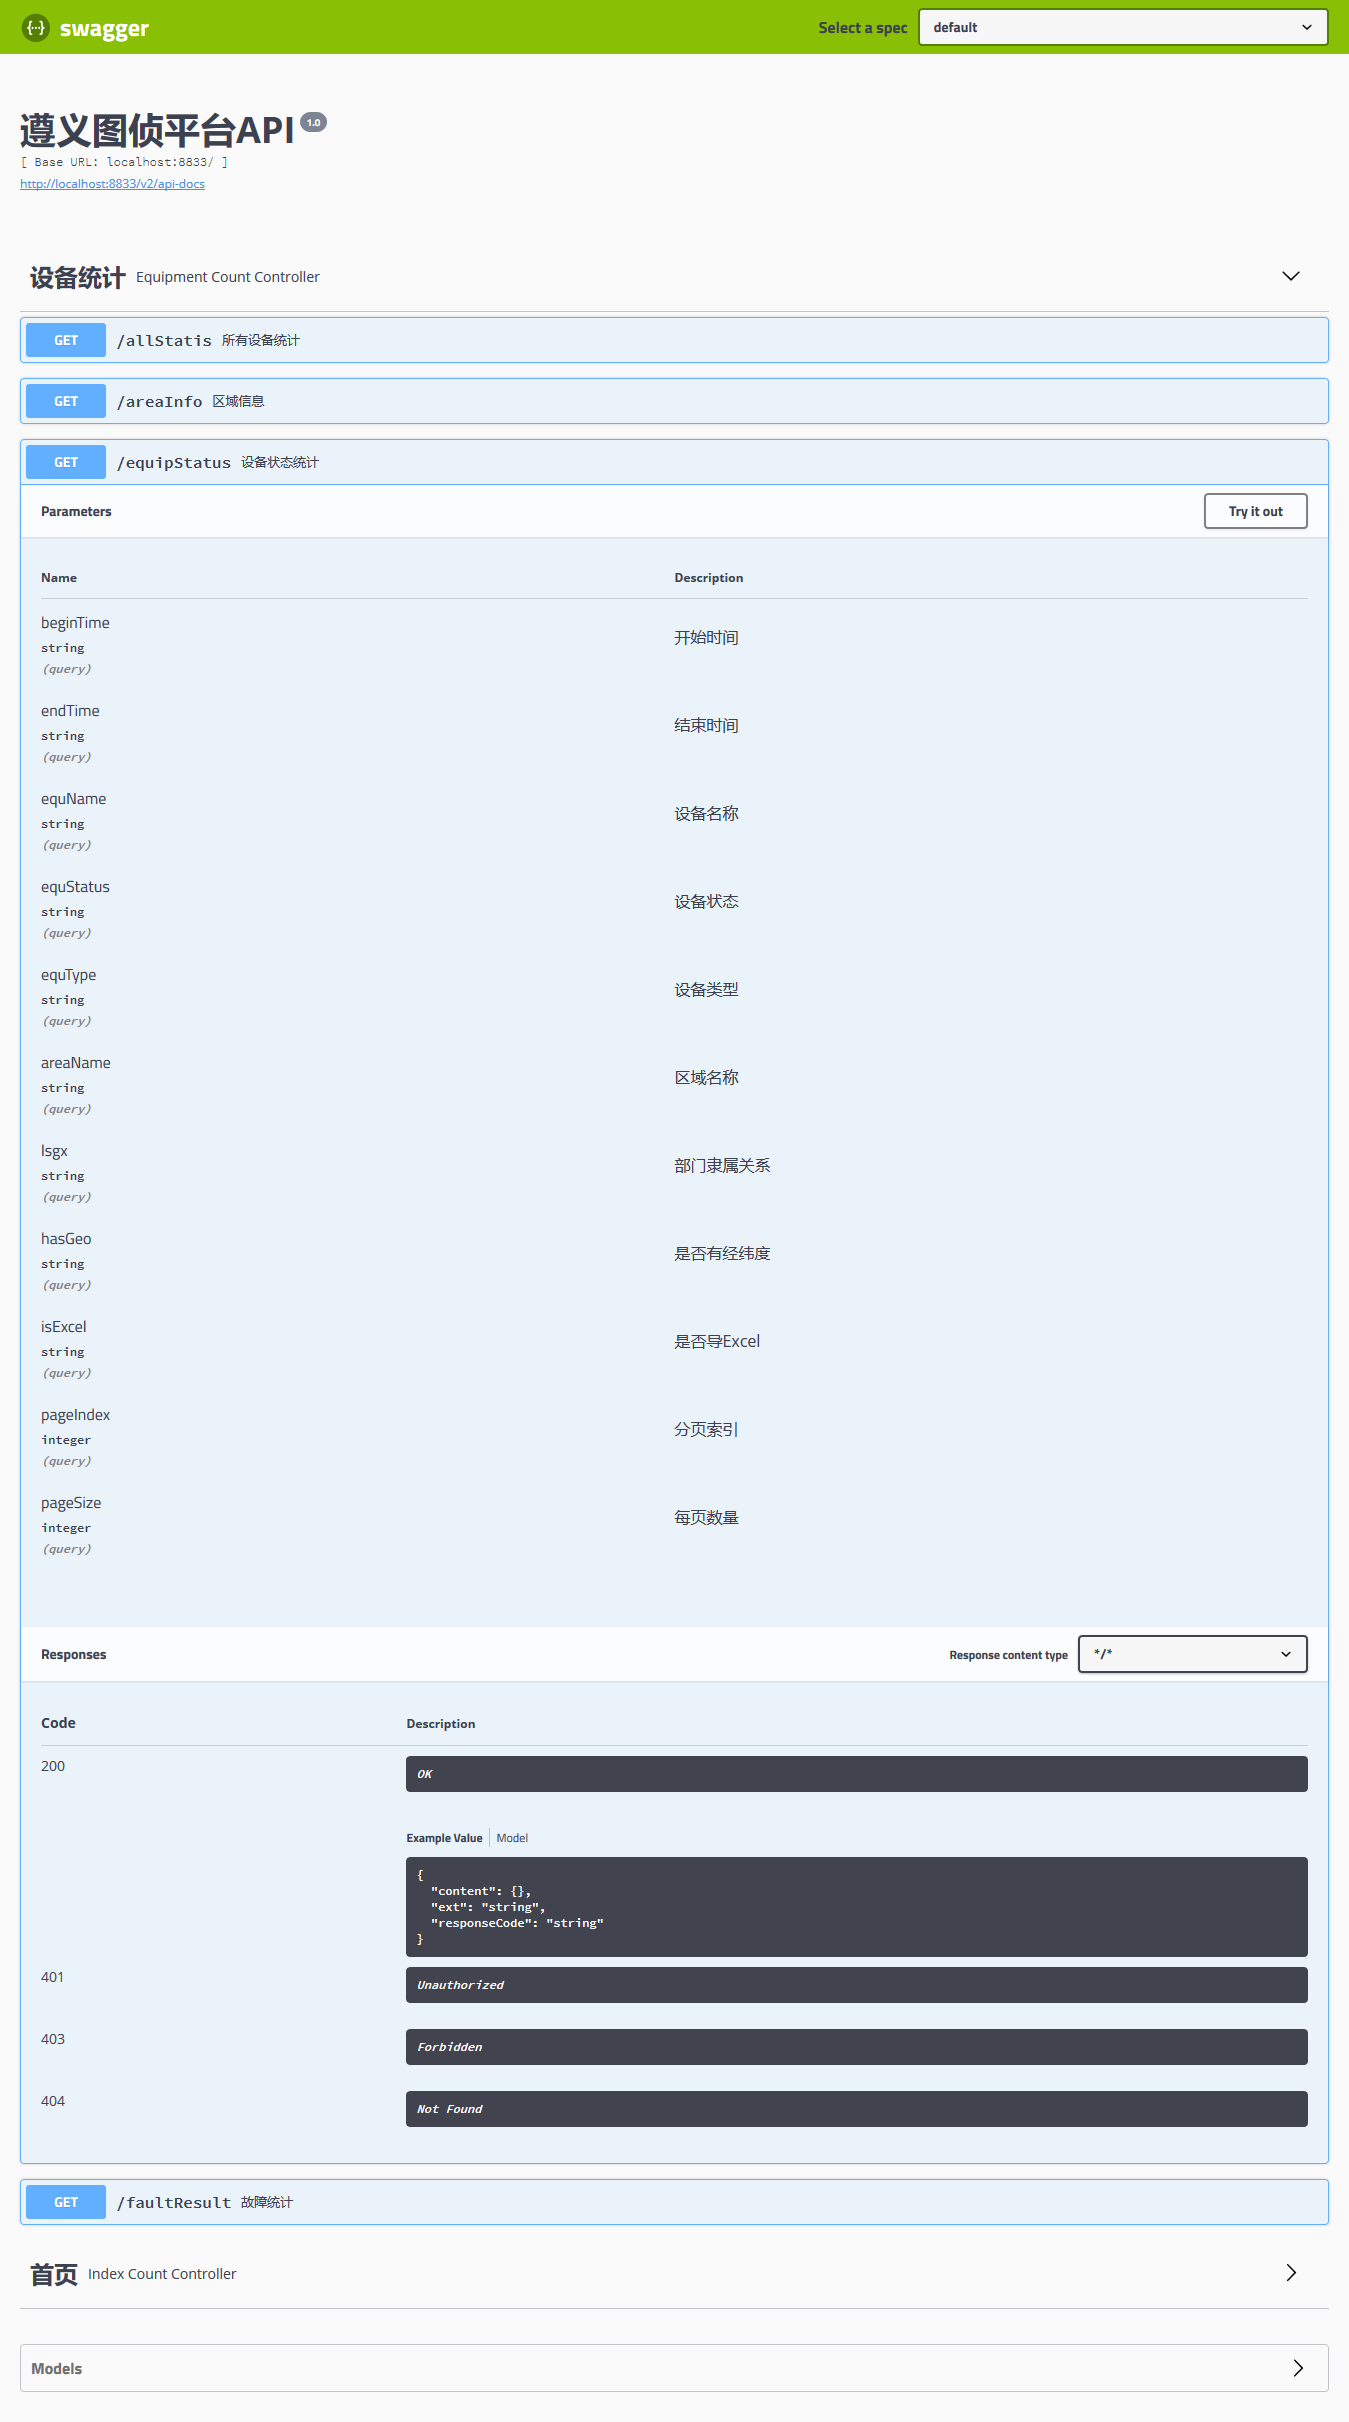 swagger
Select a spec
default
遵义图侦平台API 1.0
[ Base URL: localhost:8833/ ]
http://localhost:8833/v2/api-docs
设备统计 Equipment Count Controller
GET /allStatis 所有设备统计
GET /areaInfo 区域信息
GET /equipStatus 设备状态统计
Parameters
Try it out
Name Description
beginTime
string
(query)
开始时间
endTime
string
(query)
结束时间
equName
string
(query)
设备名称
equStatus
string
(query)
设备状态
equType
string
(query)
设备类型
areaName
string
(query)
区域名称
lsgx
string
(query)
部门隶属关系
hasGeo
string
(query)
是否有经纬度
isExcel
string
(query)
是否导Excel
pageIndex
integer
(query)
分页索引
pageSize
integer
(query)
每页数量
Responses
Response content type
*/*
Code Description
200
OK
Example Value Model
{
"content": {},
"ext": "string",
"responseCode": "string"
}
401 Unauthorized
403 Forbidden
404 Not Found
GET /faultResult 故障统计
首页 Index Count Controller
Models